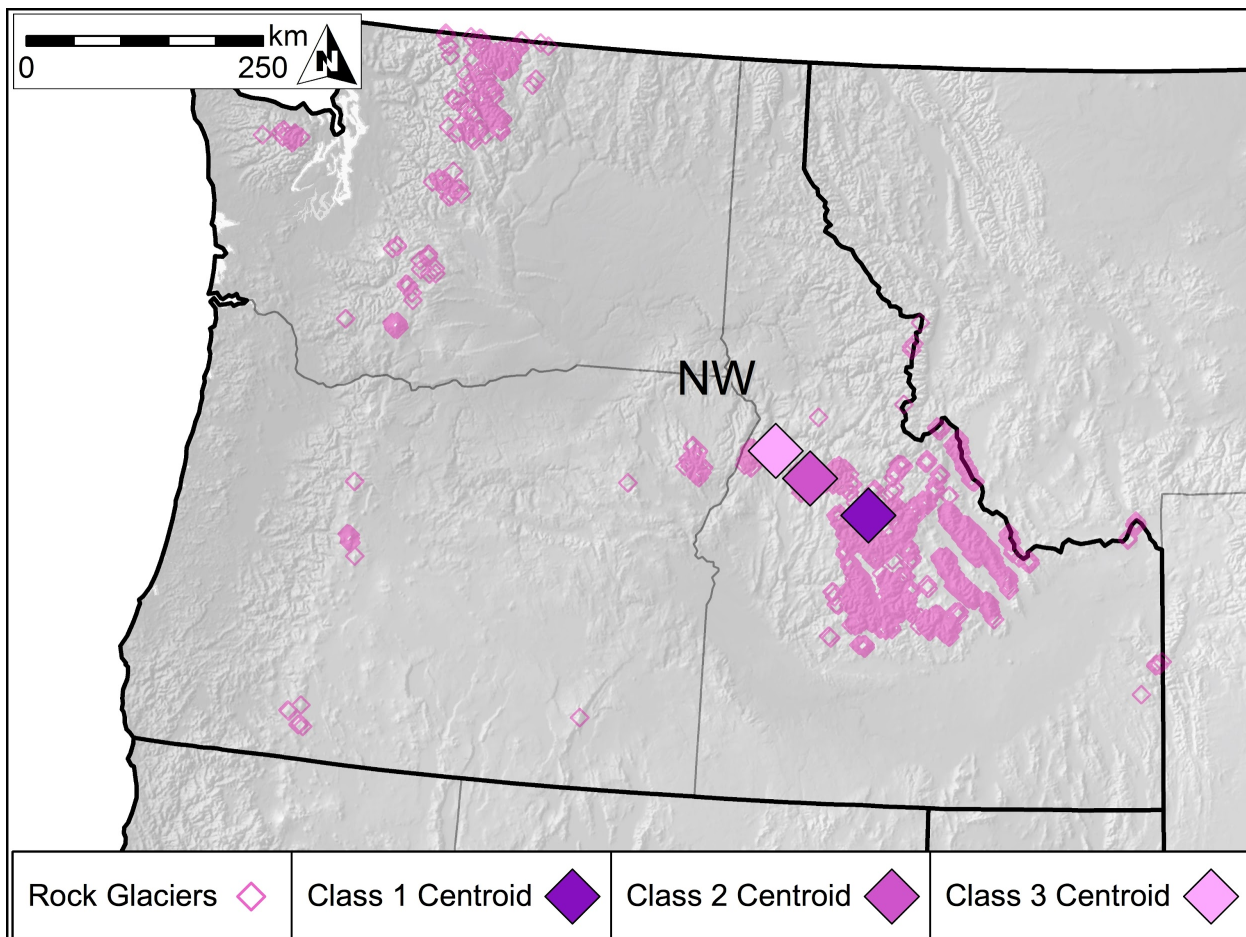 km
N
0 250
NW
Rock Glaciers
Class 1 Centroid
Class 2 Centroid
Class 3 Centroid